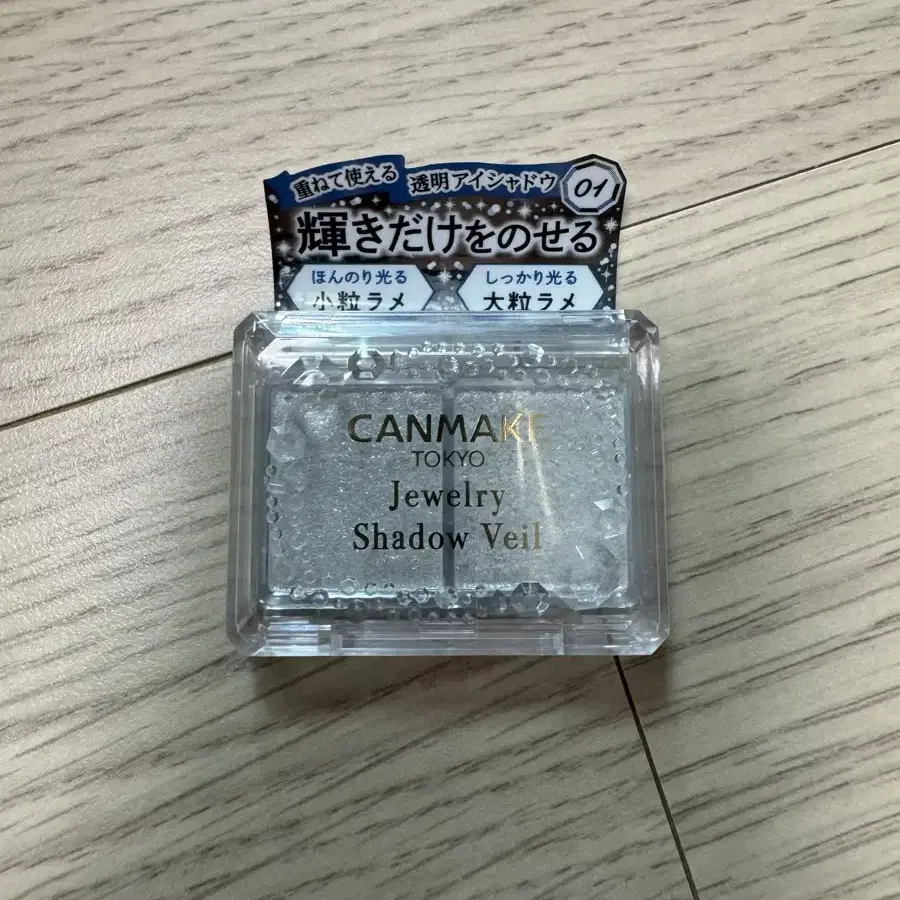 重ねて使える 透明アイシャドウ 01
輝きだけをのせる
ほんのり光る しっかり光る
小粒ラメ 大粒ラメ
CANMAKE
TOKYO
Jewelry
Shadow Veil